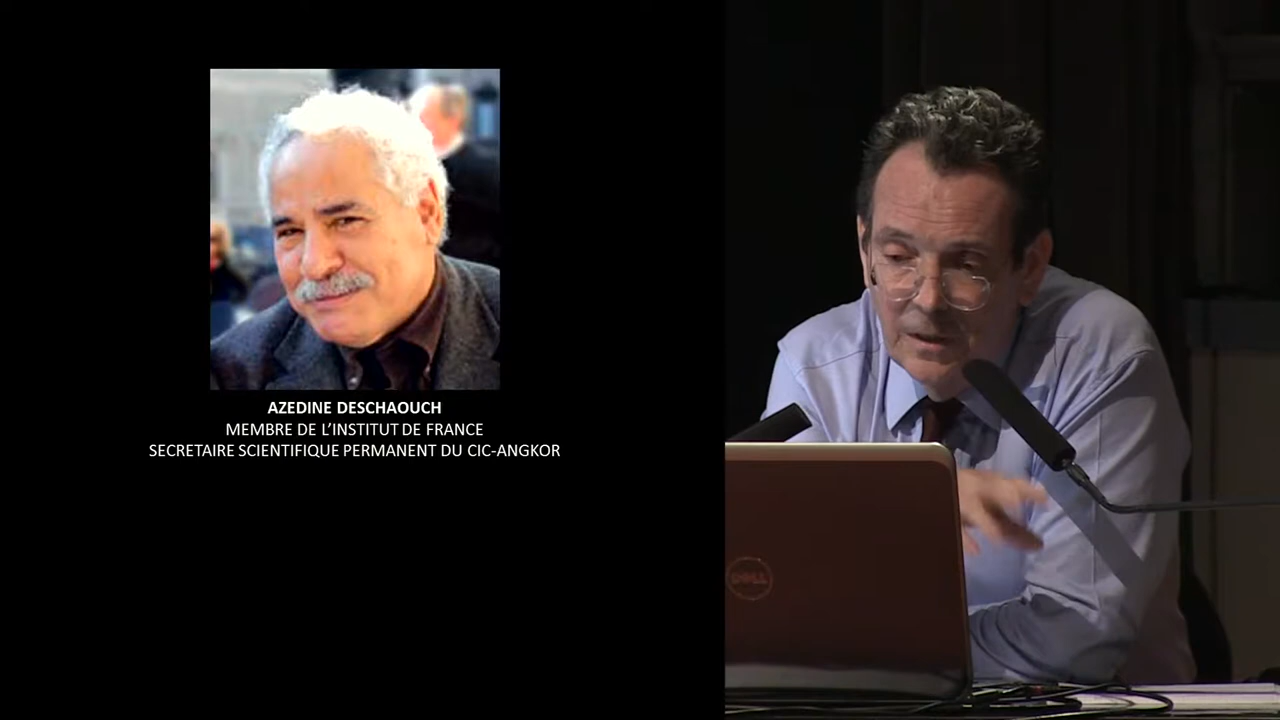 AZEDINE DESCHAOUCH
MEMBRE DE L’INSTITUT DE FRANCE
SECRETAIRE SCIENTIFIQUE PERMANENT DU CIC-ANGKOR
DELL